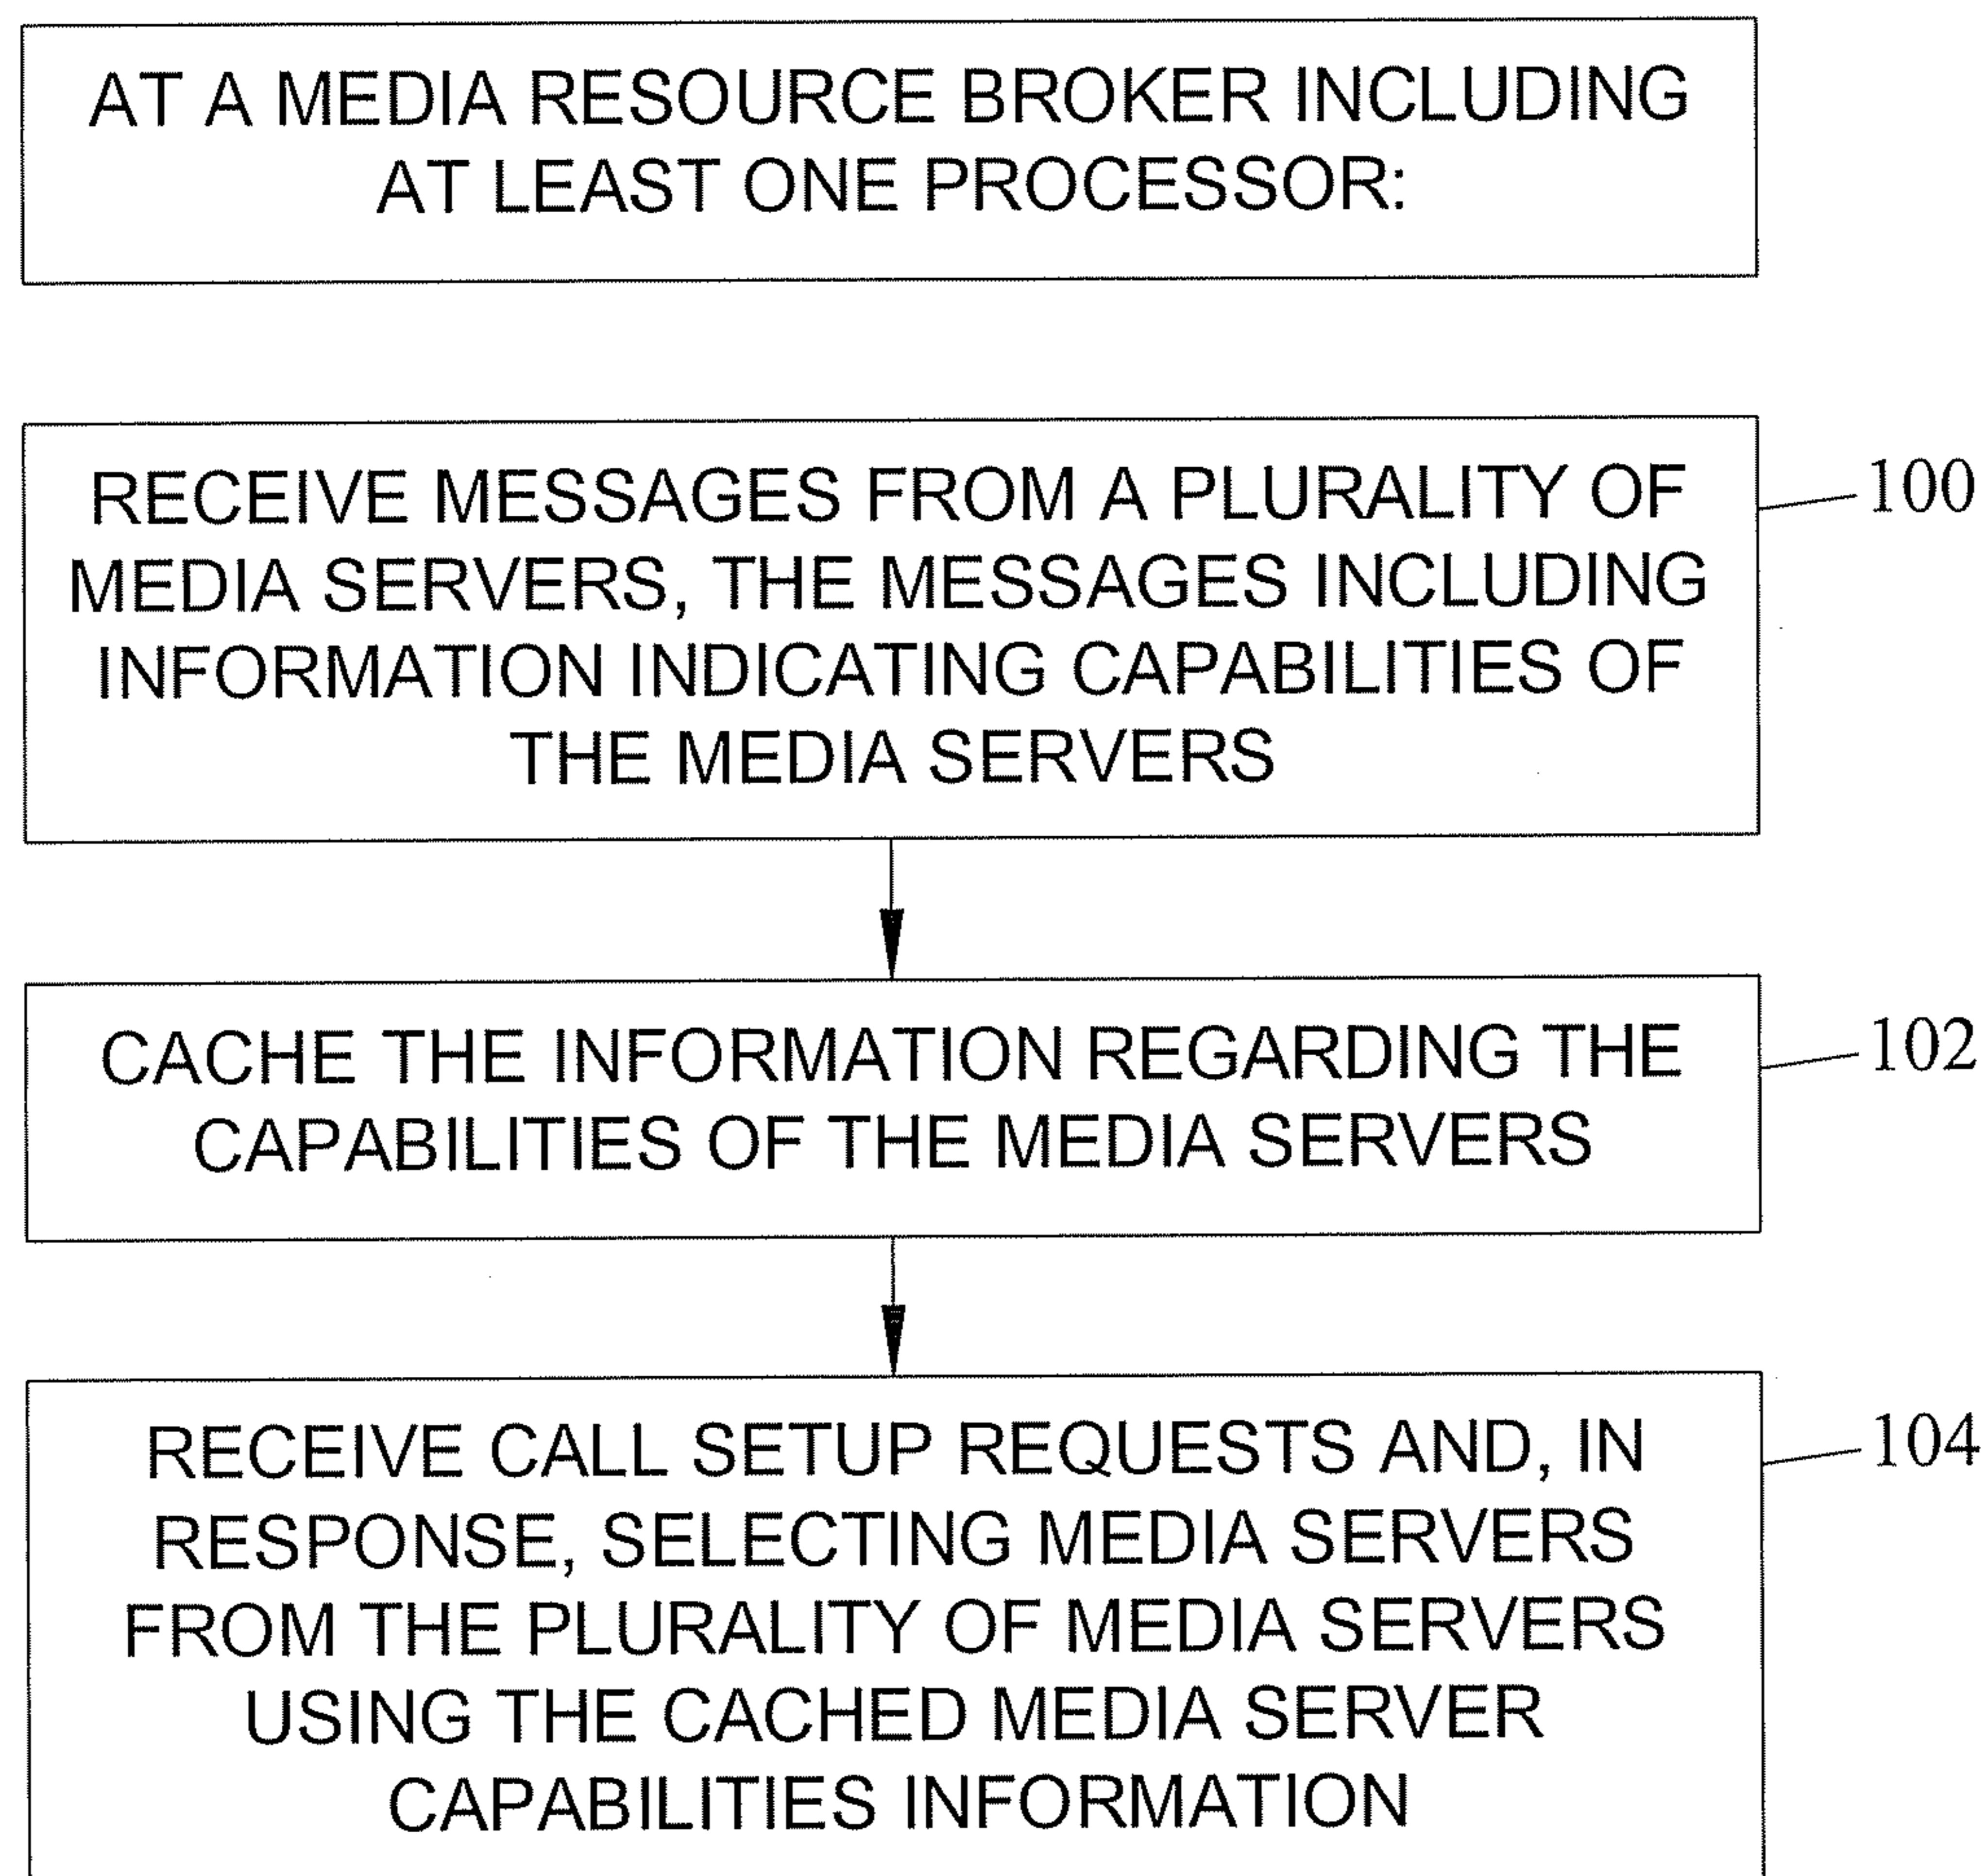 AT A MEDIA RESOURCE BROKER INCLUDING
AT LEAST ONE PROCESSOR:
RECEIVE MESSAGES FROM A PLURALITY OF
MEDIA SERVERS, THE MESSAGES INCLUDING
INFORMATION INDICATING CAPABILITIES OF
THE MEDIA SERVERS
100
CACHE THE INFORMATION REGARDING THE
CAPABILITIES OF THE MEDIA SERVERS
102
RECEIVE CALL SETUP REQUESTS AND, IN
RESPONSE, SELECTING MEDIA SERVERS
FROM THE PLURALITY OF MEDIA SERVERS
USING THE CACHED MEDIA SERVER
CAPABILITIES INFORMATION
104